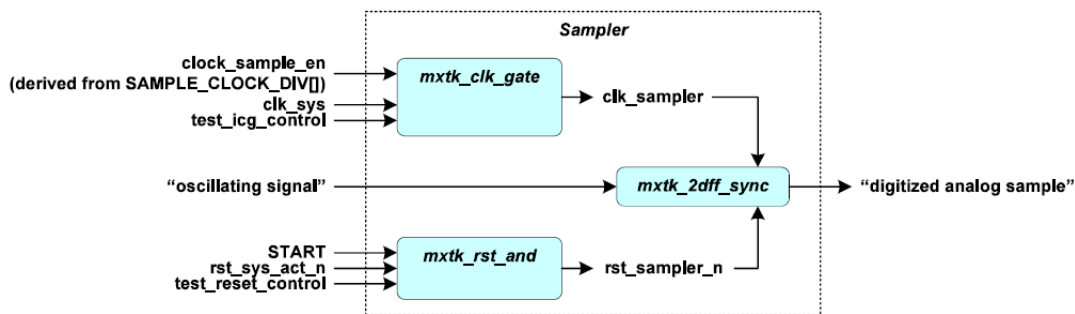 Sampler
clock_sample_en
(derived from SAMPLE_CLOCK_DIV[])
clk_sys
test_icg_control
mxtk_clk_gate
clk_sampler
“oscillating signal”
mxtk_2dff_sync
“digitized analog sample”
START
rst_sys_act_n
test_reset_control
mxtk_rst_and
rst_sampler_n